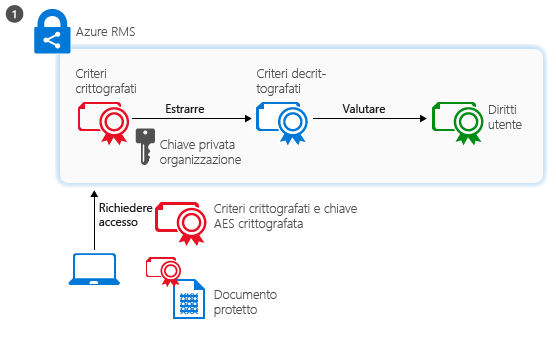 1
Azure RMS
Criteri
crittografati
Estrarre
Criteri decrit-
tografati
Valutare
Diritti
utente
Chiave privata
organizzazione
Richiedere
accesso
Criteri crittografati e chiave
AES crittografata
Documento
protetto